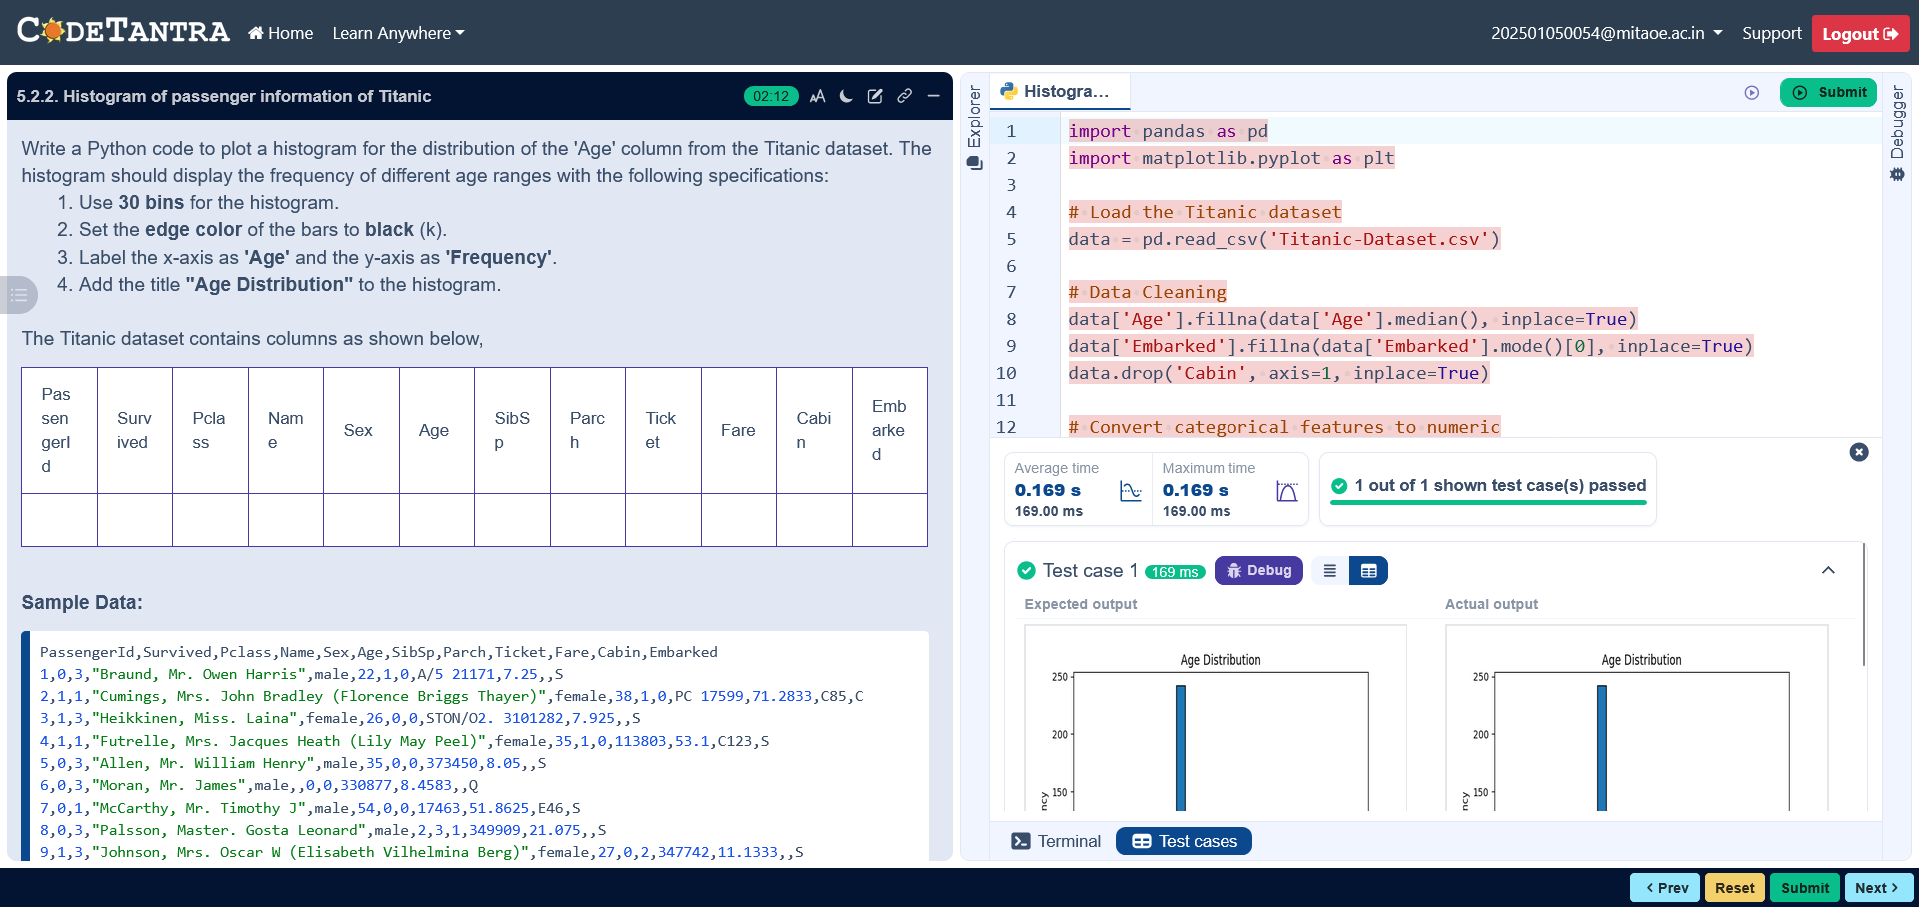 CODETANTRA Home Learn Anywhere 202501050054@mitaoe.ac.in Support Logout
5.2.2. Histogram of passenger information of Titanic 02:12
Write a Python code to plot a histogram for the distribution of the 'Age' column from the Titanic dataset. The
histogram should display the frequency of different age ranges with the following specifications:
1. Use 30 bins for the histogram.
2. Set the edge color of the bars to black (k).
3. Label the x-axis as 'Age' and the y-axis as 'Frequency'.
4. Add the title "Age Distribution" to the histogram.
The Titanic dataset contains columns as shown below,
PassengerId Survived Pclass Name Sex Age SibSp Parch Ticket Fare Cabin Embarked
Sample Data:
PassengerId,Survived,Pclass,Name,Sex,Age,SibSp,Parch,Ticket,Fare,Cabin,Embarked
1,0,3,"Braund, Mr. Owen Harris",male,22,1,0,A/5 21171,7.25,,S
2,1,1,"Cumings, Mrs. John Bradley (Florence Briggs Thayer)",female,38,1,0,PC 17599,71.2833,C85,C
3,1,3,"Heikkinen, Miss. Laina",female,26,0,0,STON/O2. 3101282,7.925,,S
4,1,1,"Futrelle, Mrs. Jacques Heath (Lily May Peel)",female,35,1,0,113803,53.1,C123,S
5,0,3,"Allen, Mr. William Henry",male,35,0,0,373450,8.05,,S
6,0,3,"Moran, Mr. James",male,,0,0,330877,8.4583,,Q
7,0,1,"McCarthy, Mr. Timothy J",male,54,0,0,17463,51.8625,E46,S
8,0,3,"Palsson, Master. Gosta Leonard",male,2,3,1,349909,21.075,,S
9,1,3,"Johnson, Mrs. Oscar W (Elisabeth Vilhelmina Berg)",female,27,0,2,347742,11.1333,,S
Explorer
Histogra...
Submit
Debugger
1 import pandas as pd
2 import matplotlib.pyplot as plt
3
4 # Load the Titanic dataset
5 data = pd.read_csv('Titanic-Dataset.csv')
6
7 # Data Cleaning
8 data['Age'].fillna(data['Age'].median(), inplace=True)
9 data['Embarked'].fillna(data['Embarked'].mode()[0], inplace=True)
10 data.drop('Cabin', axis=1, inplace=True)
11
12 # Convert categorical features to numeric
Average time
0.169 s
169.00 ms
Maximum time
0.169 s
169.00 ms
1 out of 1 shown test case(s) passed
Test case 1 169 ms Debug
Expected output
Actual output
Age Distribution
250
200
150
ncy
Age Distribution
250
200
150
ncy
Terminal Test cases
< Prev Reset Submit Next >